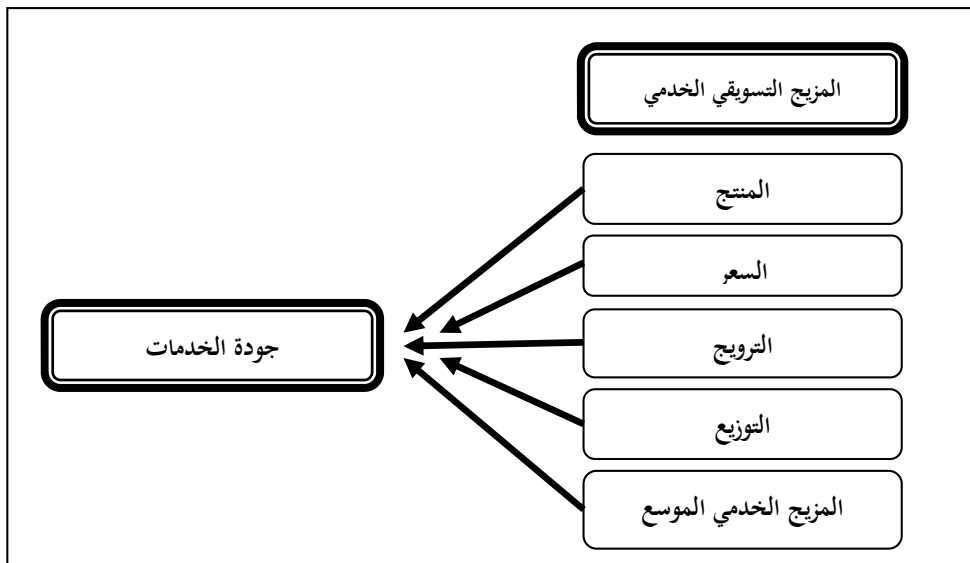 المزيج التسويقي الخدمي
المنتج
السعر
الترويج
جودة الخدمات
التوزيع
المزيج الخدمي الموسع